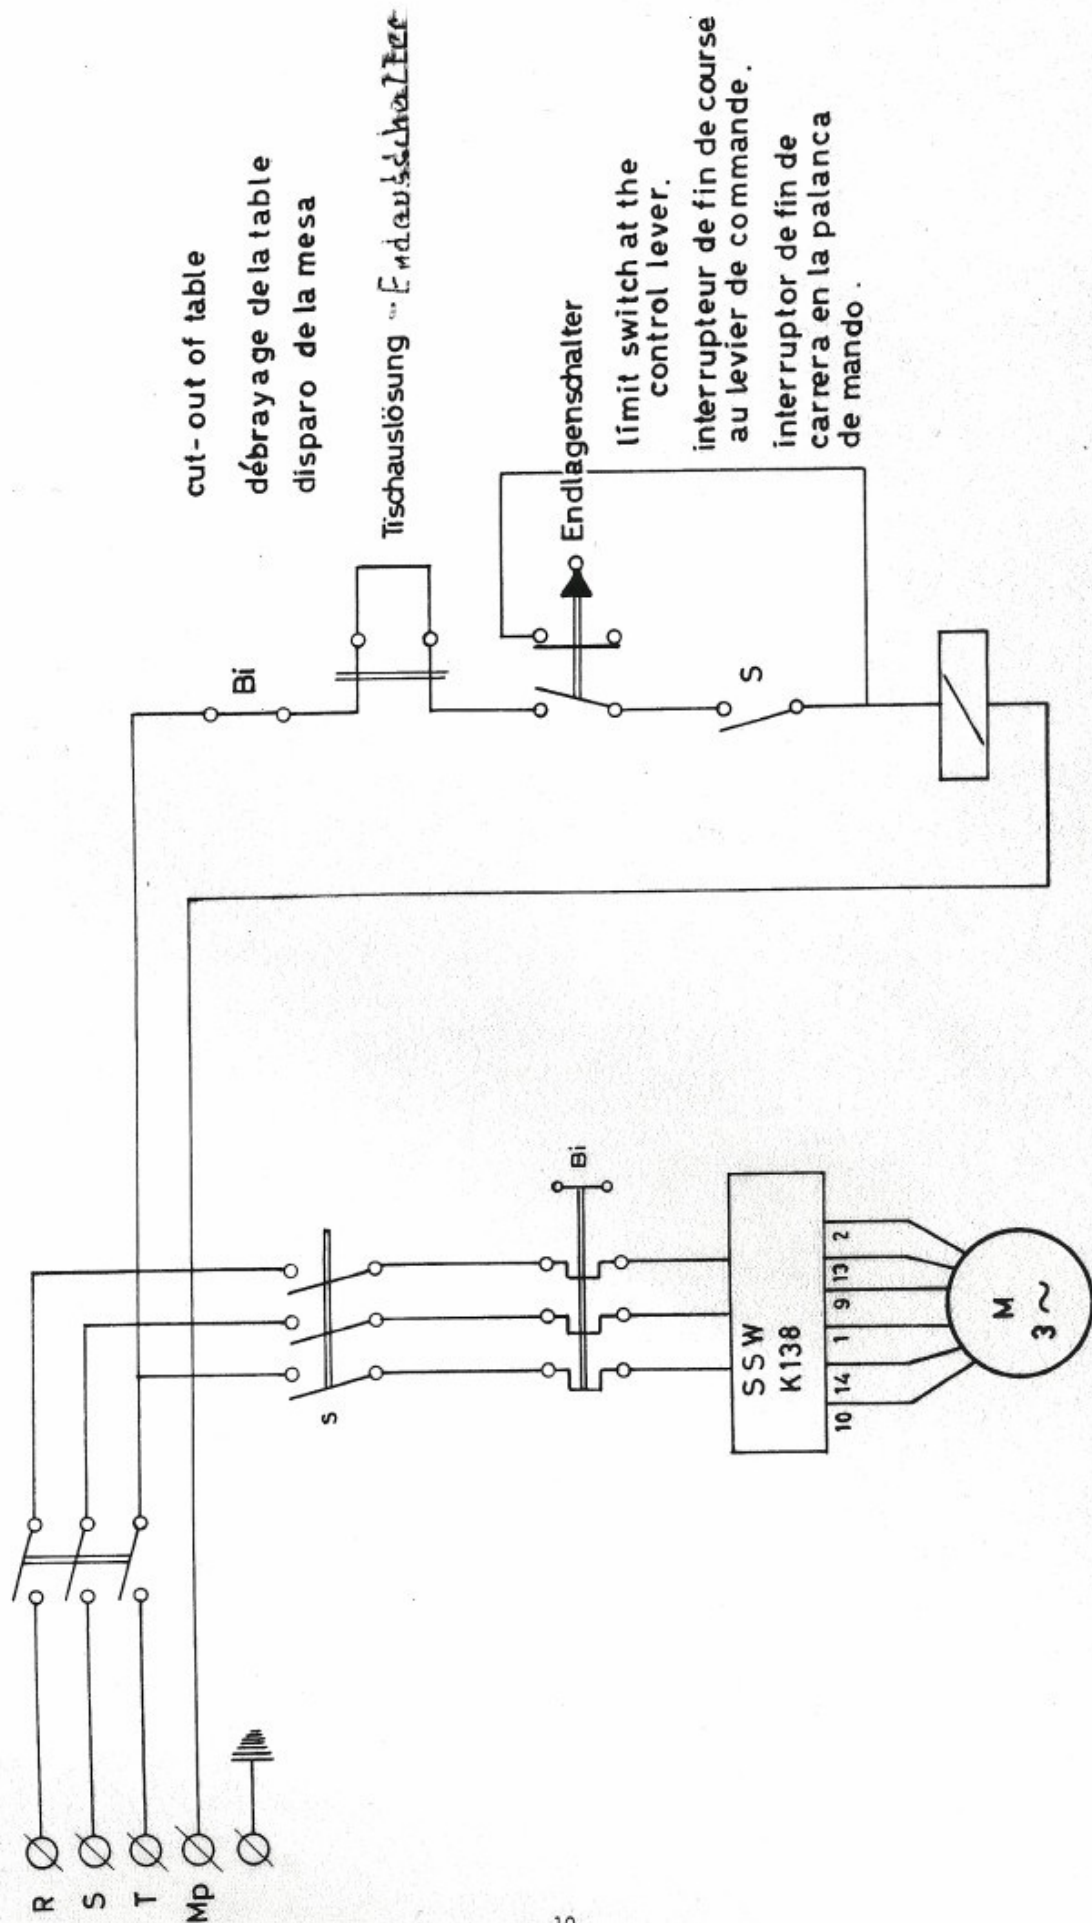 R
S
T
Mp
s
Bi
SSW
K138
10 14 1 9 13 2
M
3~
Bi
S
cut-out of table
débrayage de la table
disparo de la mesa
Tischauslösung - Endausschalter
Endlagenschalter
limit switch at the
control lever.
interrupteur de fin de course
au levier de commande.
interruptor de fin de
carrera en la palanca
de mando.
10